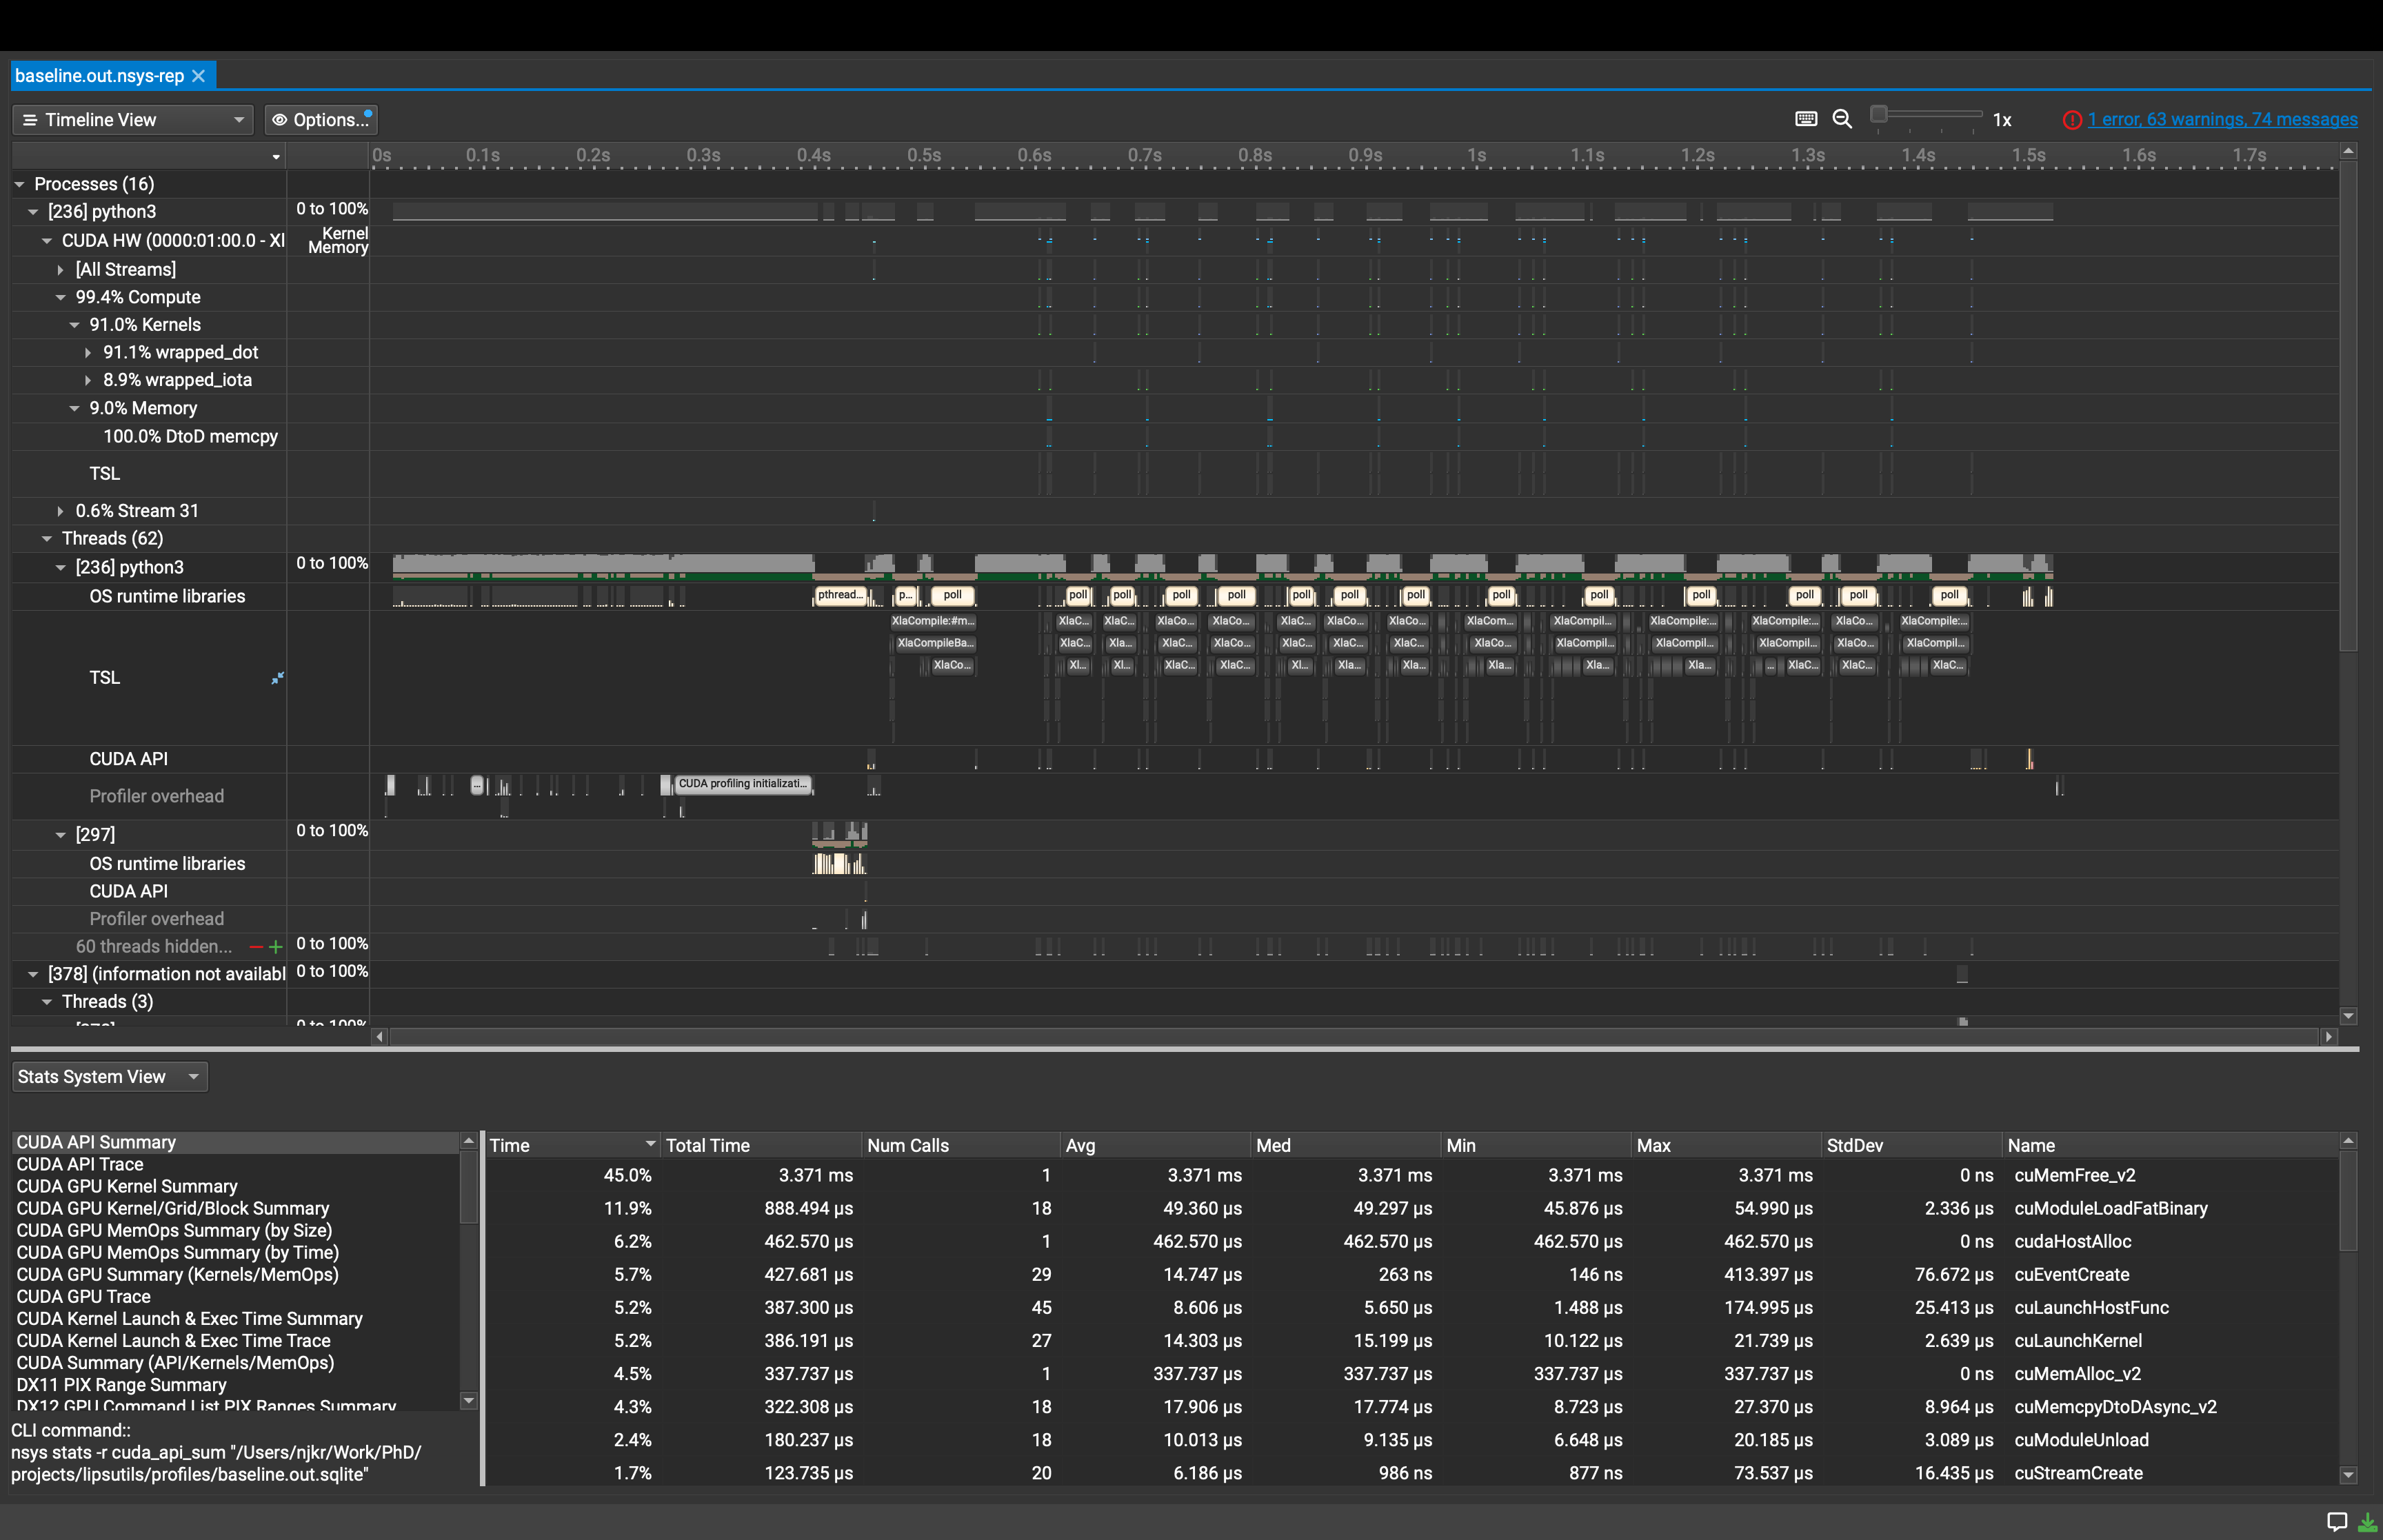 baseline.out.nsys-rep
Timeline View Options... 1x 1 error, 63 warnings, 74 messages
0s 0.1s 0.2s 0.3s 0.4s 0.5s 0.6s 0.7s 0.8s 0.9s 1s 1.1s 1.2s 1.3s 1.4s 1.5s 1.6s 1.7s
Processes (16)
[236] python3 0 to 100%
CUDA HW (0000:01:00.0 - Xl Kernel
Memory
[All Streams]
99.4% Compute
91.0% Kernels
91.1% wrapped_dot
8.9% wrapped_iota
9.0% Memory
100.0% DtoD memcpy
TSL
0.6% Stream 31
Threads (62)
[236] python3 0 to 100%
OS runtime libraries pthread... p... poll poll poll poll poll poll poll poll poll poll poll poll poll poll
XlaCompile:#m... XlaC... XlaC... XlaCo... XlaCo... XlaC... XlaCo... XlaCo... XlaCom... XlaCompil... XlaCompile:... XlaCompile:... XlaCo... XlaCompile:...
XlaCompileBa... XlaC... Xla... XlaC... XlaCo... XlaC... XlaC... XlaC... XlaCo... XlaCompil... XlaCompil... XlaCompil... XlaCo... XlaCompil...
XlaCo... Xl... Xl... XlaC... XlaC... Xl... Xla... Xla... Xla... Xla... Xla... ... XlaC... XlaC... XlaC...
TSL
CUDA API
Profiler overhead ... CUDA profiling initializati...
[297] 0 to 100%
OS runtime libraries
CUDA API
Profiler overhead
60 threads hidden... 0 to 100%
[378] (information not availabl 0 to 100%
Threads (3)
0 to 100%
Stats System View
CUDA API Summary
CUDA API Trace
CUDA GPU Kernel Summary
CUDA GPU Kernel/Grid/Block Summary
CUDA GPU MemOps Summary (by Size)
CUDA GPU MemOps Summary (by Time)
CUDA GPU Summary (Kernels/MemOps)
CUDA GPU Trace
CUDA Kernel Launch & Exec Time Summary
CUDA Kernel Launch & Exec Time Trace
CUDA Summary (API/Kernels/MemOps)
DX11 PIX Range Summary
DX12 GPU Command List PIX Ranges Summary
CLI command::
nsys stats -r cuda_api_sum "/Users/njkr/Work/PhD/
projects/lipsutils/profiles/baseline.out.sqlite"
Time Total Time Num Calls Avg Med Min Max StdDev Name
45.0% 3.371 ms 1 3.371 ms 3.371 ms 3.371 ms 3.371 ms 0 ns cuMemFree_v2
11.9% 888.494 μs 18 49.360 μs 49.297 μs 45.876 μs 54.990 μs 2.336 μs cuModuleLoadFatBinary
6.2% 462.570 μs 1 462.570 μs 462.570 μs 462.570 μs 462.570 μs 0 ns cudaHostAlloc
5.7% 427.681 μs 29 14.747 μs 263 ns 146 ns 413.397 μs 76.672 μs cuEventCreate
5.2% 387.300 μs 45 8.606 μs 5.650 μs 1.488 μs 174.995 μs 25.413 μs cuLaunchHostFunc
5.2% 386.191 μs 27 14.303 μs 15.199 μs 10.122 μs 21.739 μs 2.639 μs cuLaunchKernel
4.5% 337.737 μs 1 337.737 μs 337.737 μs 337.737 μs 337.737 μs 0 ns cuMemAlloc_v2
4.3% 322.308 μs 18 17.906 μs 17.774 μs 8.723 μs 27.370 μs 8.964 μs cuMemcpyDtoDAsync_v2
2.4% 180.237 μs 18 10.013 μs 9.135 μs 6.648 μs 20.185 μs 3.089 μs cuModuleUnload
1.7% 123.735 μs 20 6.186 μs 986 ns 877 ns 73.537 μs 16.435 μs cuStreamCreate